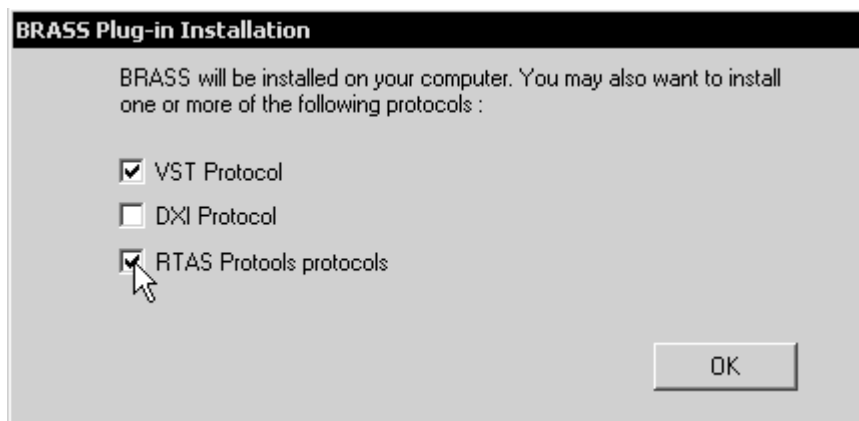 BRASS Plug-in Installation
BRASS will be installed on your computer. You may also want to install
one or more of the following protocols :
VST Protocol
DXI Protocol
RTAS Protools protocols
OK